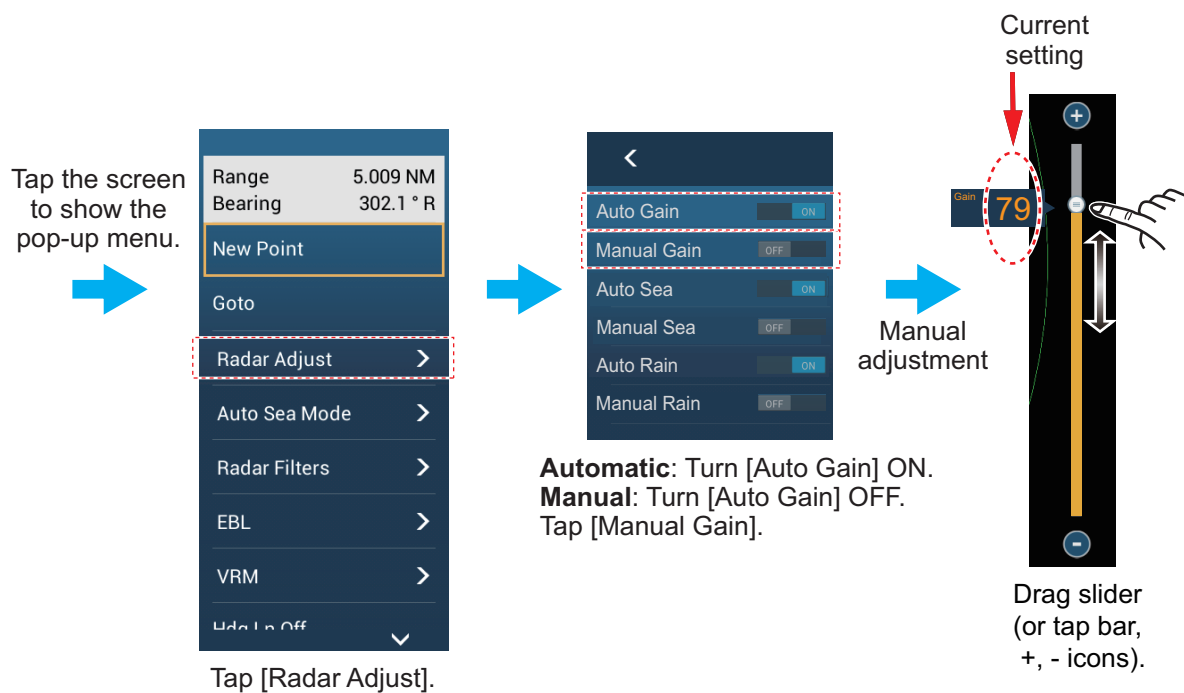 Tap the screen
to show the
pop-up menu.
Range 5.009 NM
Bearing 302.1 ° R
New Point
Goto
Radar Adjust
Auto Sea Mode
Radar Filters
EBL
VRM
Hdg Ln Off
Tap [Radar Adjust].
Auto Gain ON
Manual Gain OFF
Auto Sea ON
Manual Sea OFF
Auto Rain ON
Manual Rain OFF
Automatic: Turn [Auto Gain] ON.
Manual: Turn [Auto Gain] OFF.
Tap [Manual Gain].
Manual
adjustment
Current
setting
Gain 79
+
-
Drag slider
(or tap bar,
+, - icons).